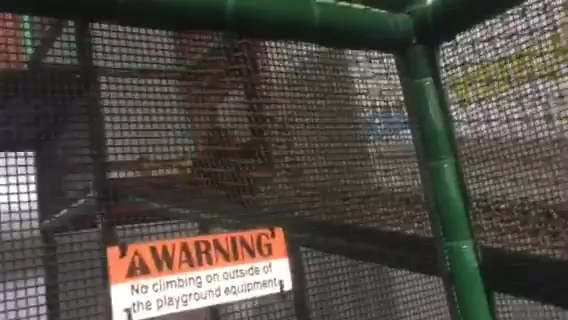 WARNING
No climbing on outside of
the playground equipment